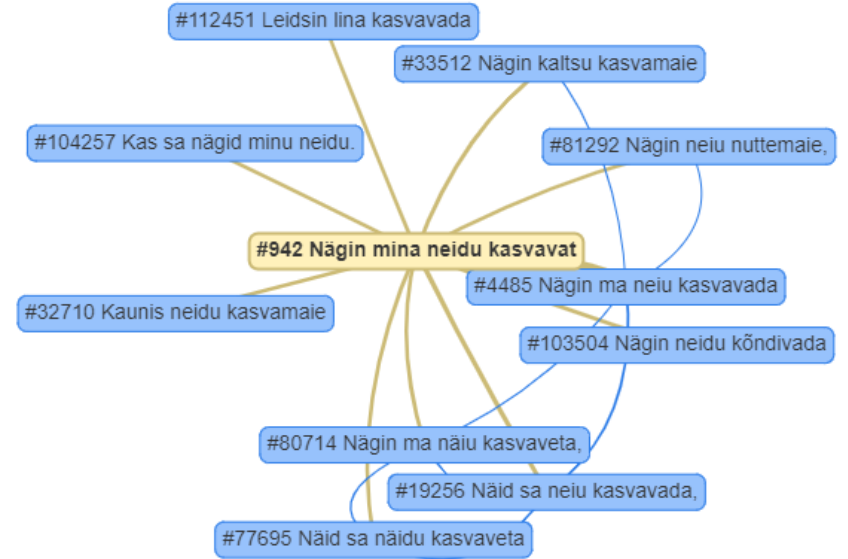 #112451 Leidsin lina kasvavada
#33512 Nägin kaltsu kasvamaie
#104257 Kas sa nägid minu neidu.
#81292 Nägin neiu nuttemaie,
#942 Nägin mina neidu kasvavat
#4485 Nägin ma neiu kasvavada
#32710 Kaunis neidu kasvamaie
#103504 Nägin neidu kõndivada
#80714 Nägin ma näiu kasvaveta,
#19256 Näid sa neiu kasvavada,
#77695 Näid sa näidu kasvaveta